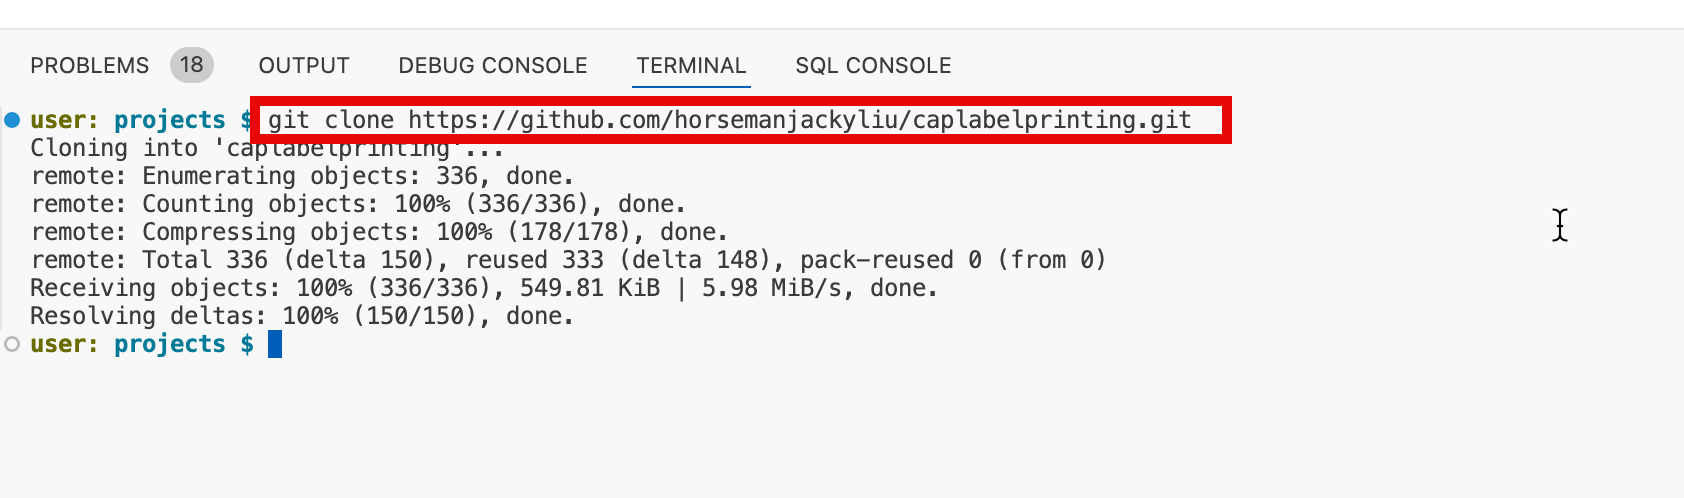 PROBLEMS 18 OUTPUT DEBUG CONSOLE TERMINAL SQL CONSOLE
user: projects $ git clone https://github.com/horsemanjackyliu/caplabelprinting.git
Cloning into 'caplabelprinting'...
remote: Enumerating objects: 336, done.
remote: Counting objects: 100% (336/336), done.
remote: Compressing objects: 100% (178/178), done.
remote: Total 336 (delta 150), reused 333 (delta 148), pack-reused 0 (from 0)
Receiving objects: 100% (336/336), 549.81 KiB | 5.98 MiB/s, done.
Resolving deltas: 100% (150/150), done.
user: projects $